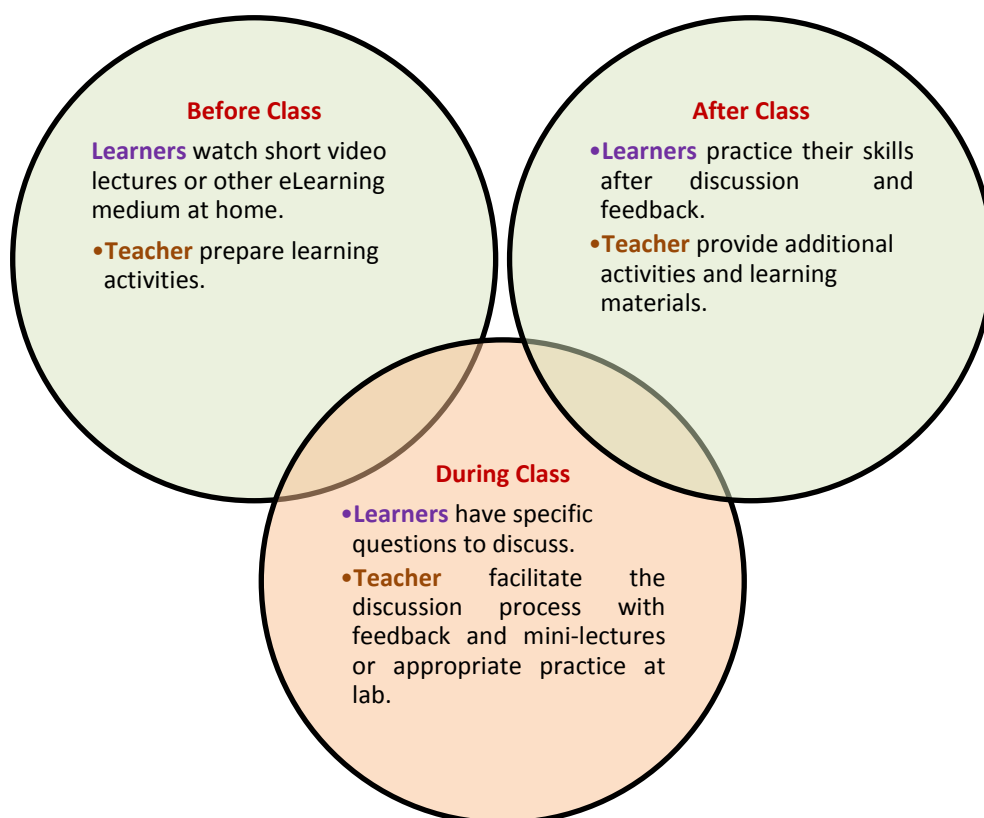 Before Class
Learners watch short video
lectures or other eLearning
medium at home.
•Teacher prepare learning
activities.
After Class
•Learners practice their skills
after discussion and
feedback.
•Teacher provide additional
activities and learning
materials.
During Class
•Learners have specific
questions to discuss.
•Teacher facilitate the
discussion process with
feedback and mini-lectures
or appropriate practice at
lab.